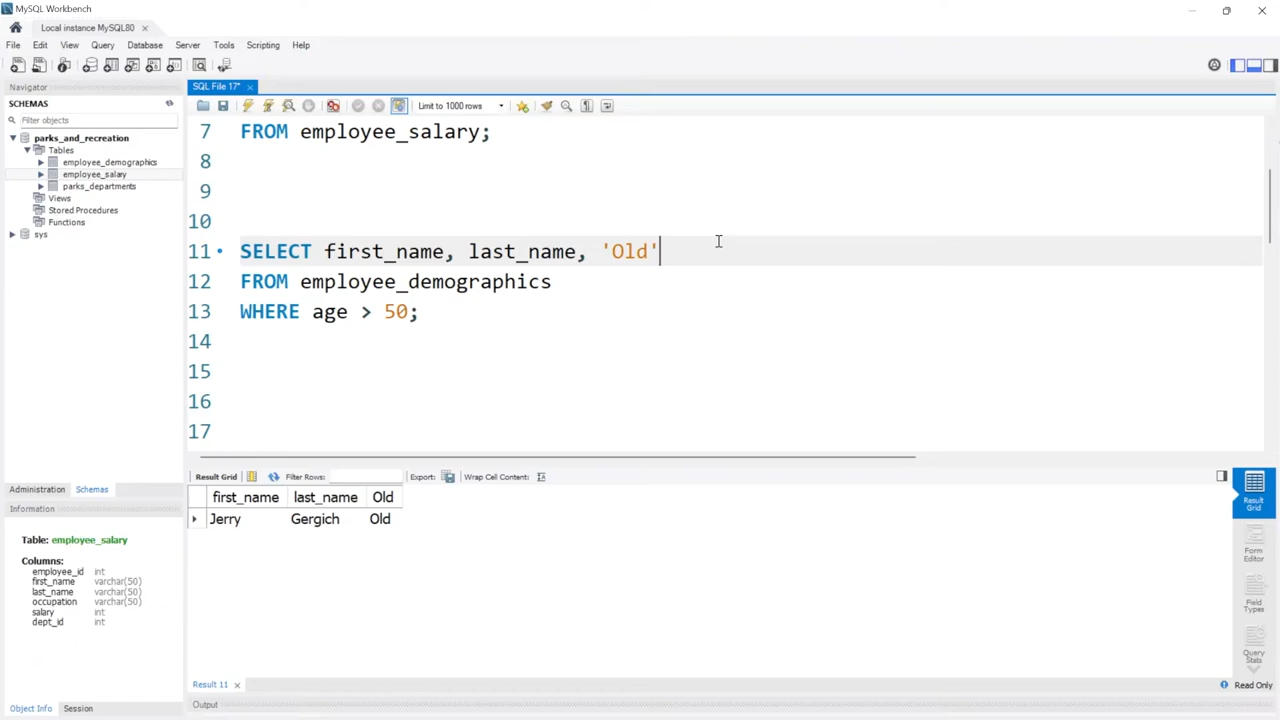 MySQL Workbench
Local instance MySQL80
File Edit View Query Database Server Tools Scripting Help
Navigator
SCHEMAS
Filter objects
parks_and_recreation
Tables
employee_demographics
employee_salary
parks_departments
Views
Stored Procedures
Functions
sys
Administration Schemas
Information
Table: employee_salary
Columns:
employee_id int
first_name varchar(50)
last_name varchar(50)
occupation varchar(50)
salary int
dept_id int
Object Info Session
SQL File 17*
Limit to 1000 rows
7 FROM employee_salary;
8
9
10
11 SELECT first_name, last_name, 'Old'
12 FROM employee_demographics
13 WHERE age > 50;
14
15
16
17
Result Grid Filter Rows: Export: Wrap Cell Content:
first_name last_name Old
Jerry Gergich Old
Result Grid
Form Editor
Field Types
Query Stats
Result 11
Read Only
Output